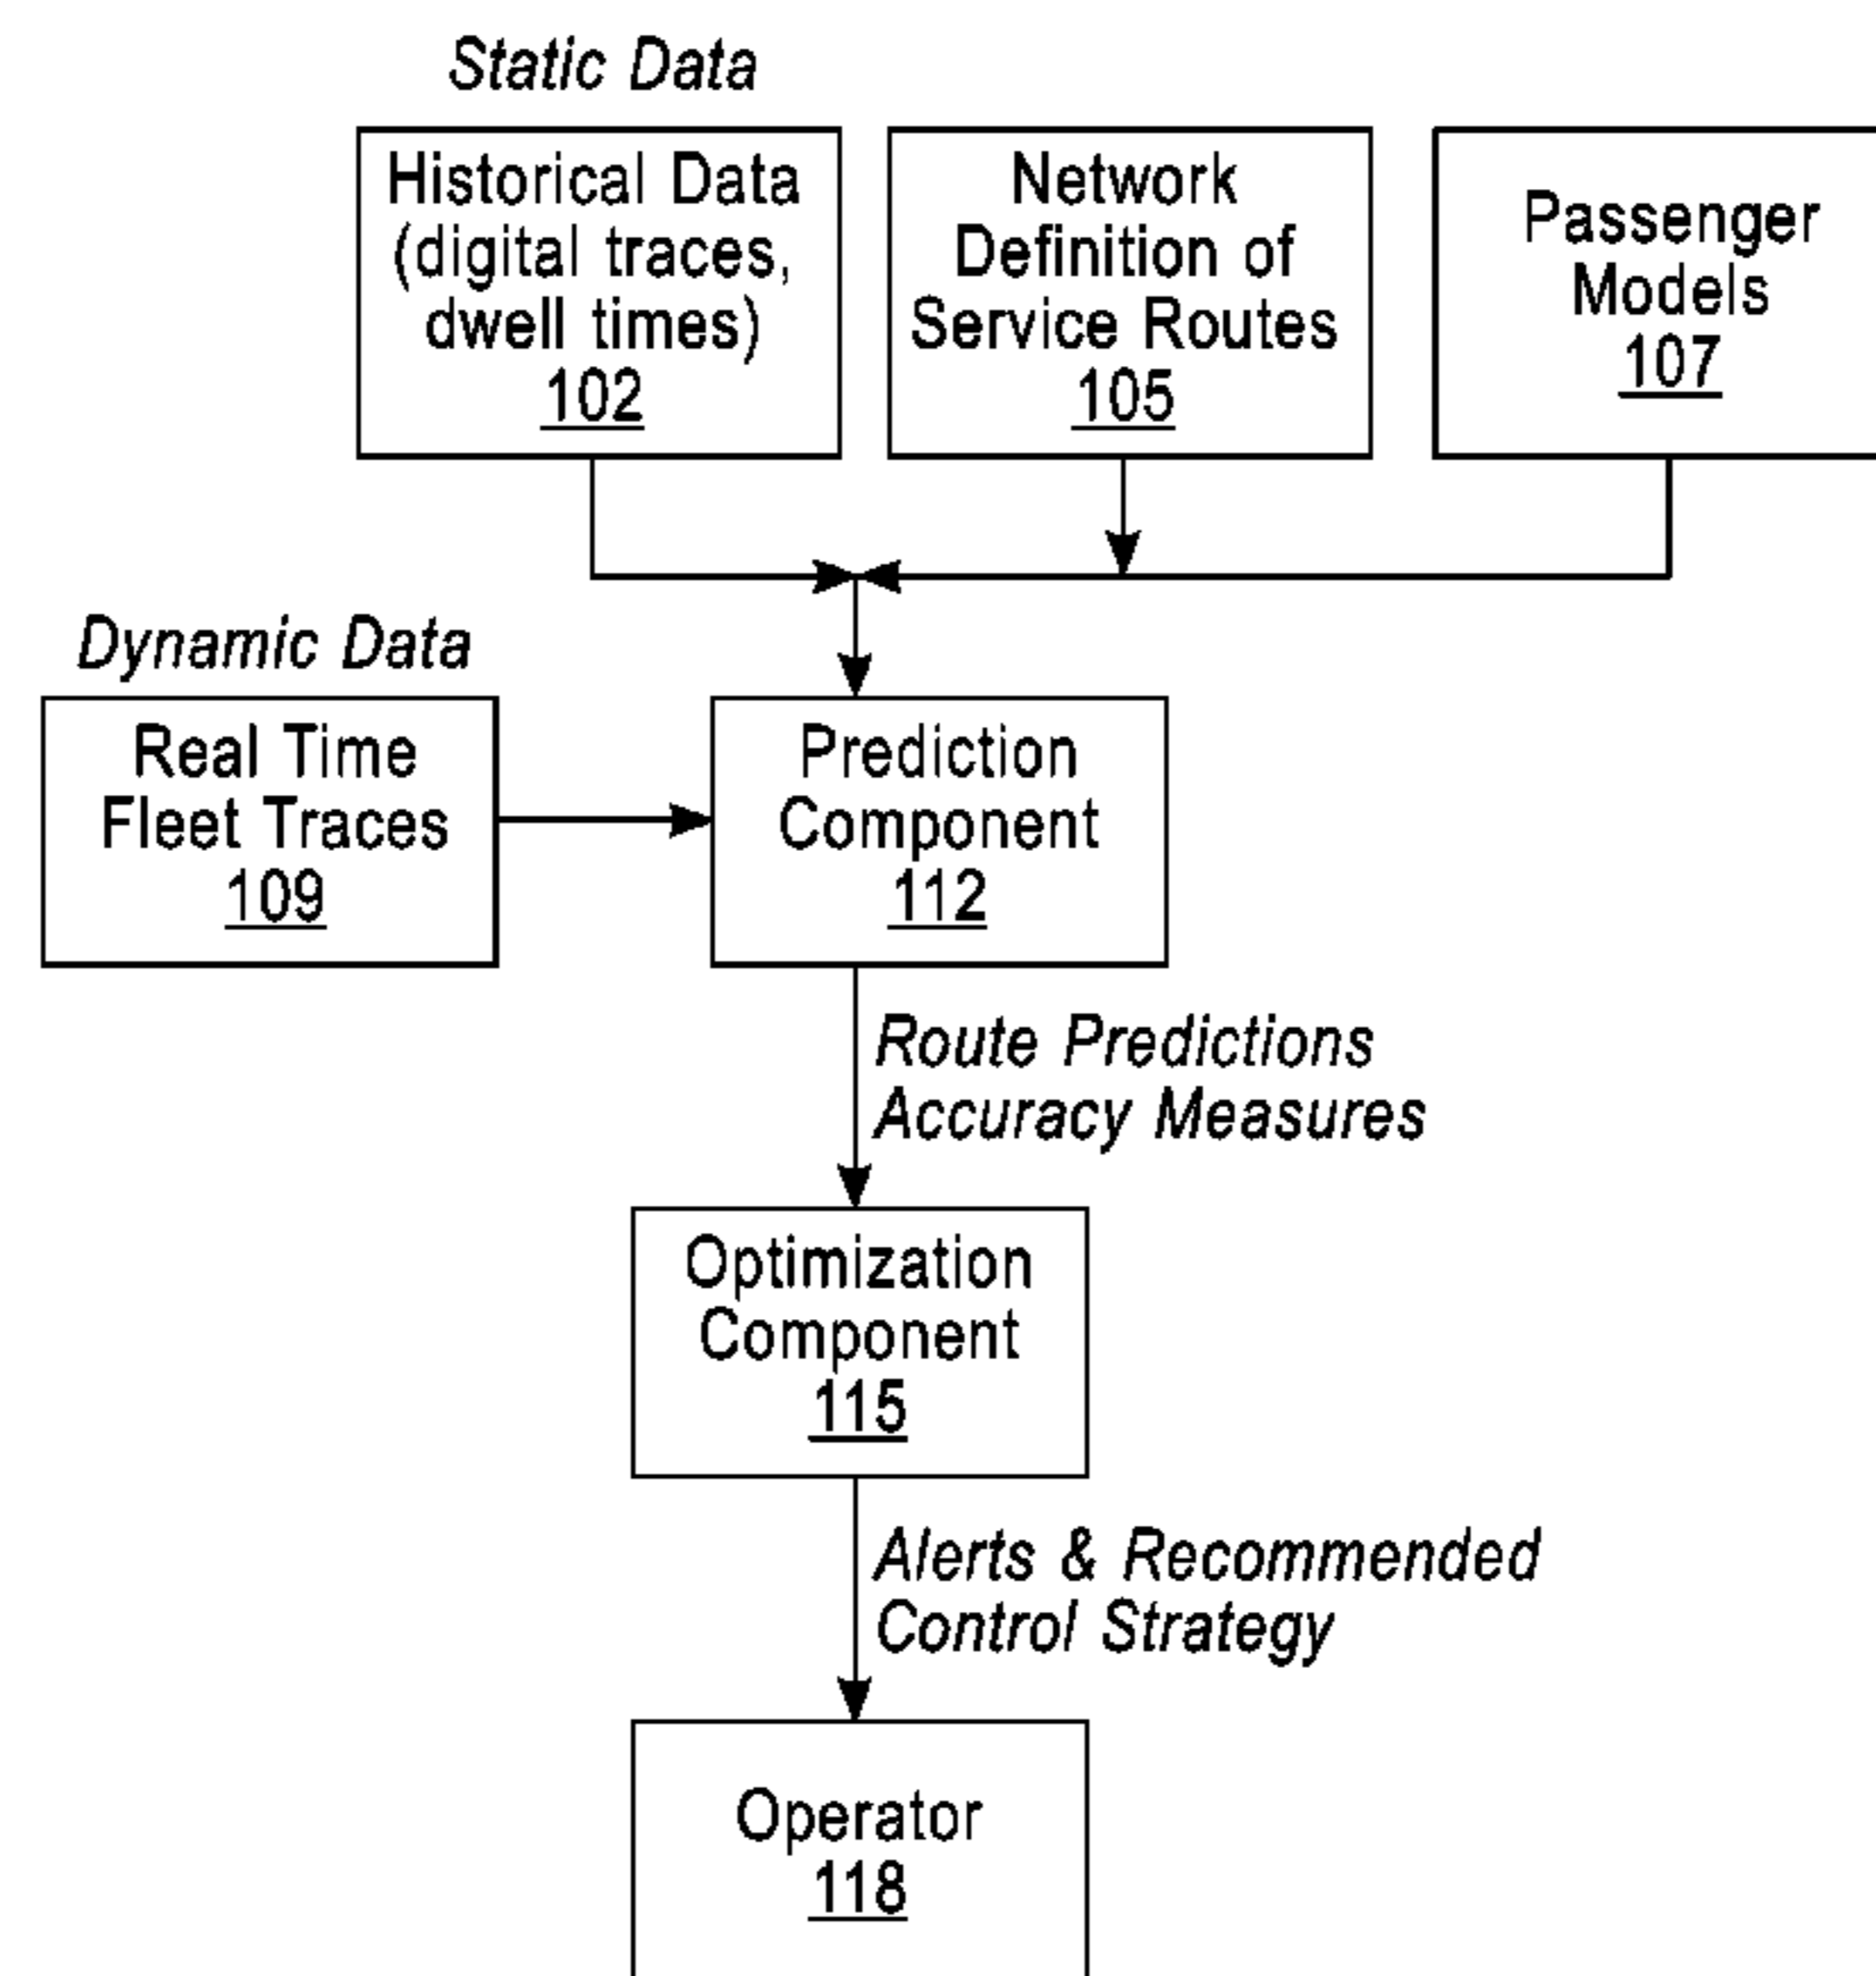 Static Data
Historical Data
(digital traces,
dwell times)
102
Network
Definition of
Service Routes
105
Passenger
Models
107
Dynamic Data
Real Time
Fleet Traces
109
Prediction
Component
112
Route Predictions
Accuracy Measures
Optimization
Component
115
Alerts & Recommended
Control Strategy
Operator
118